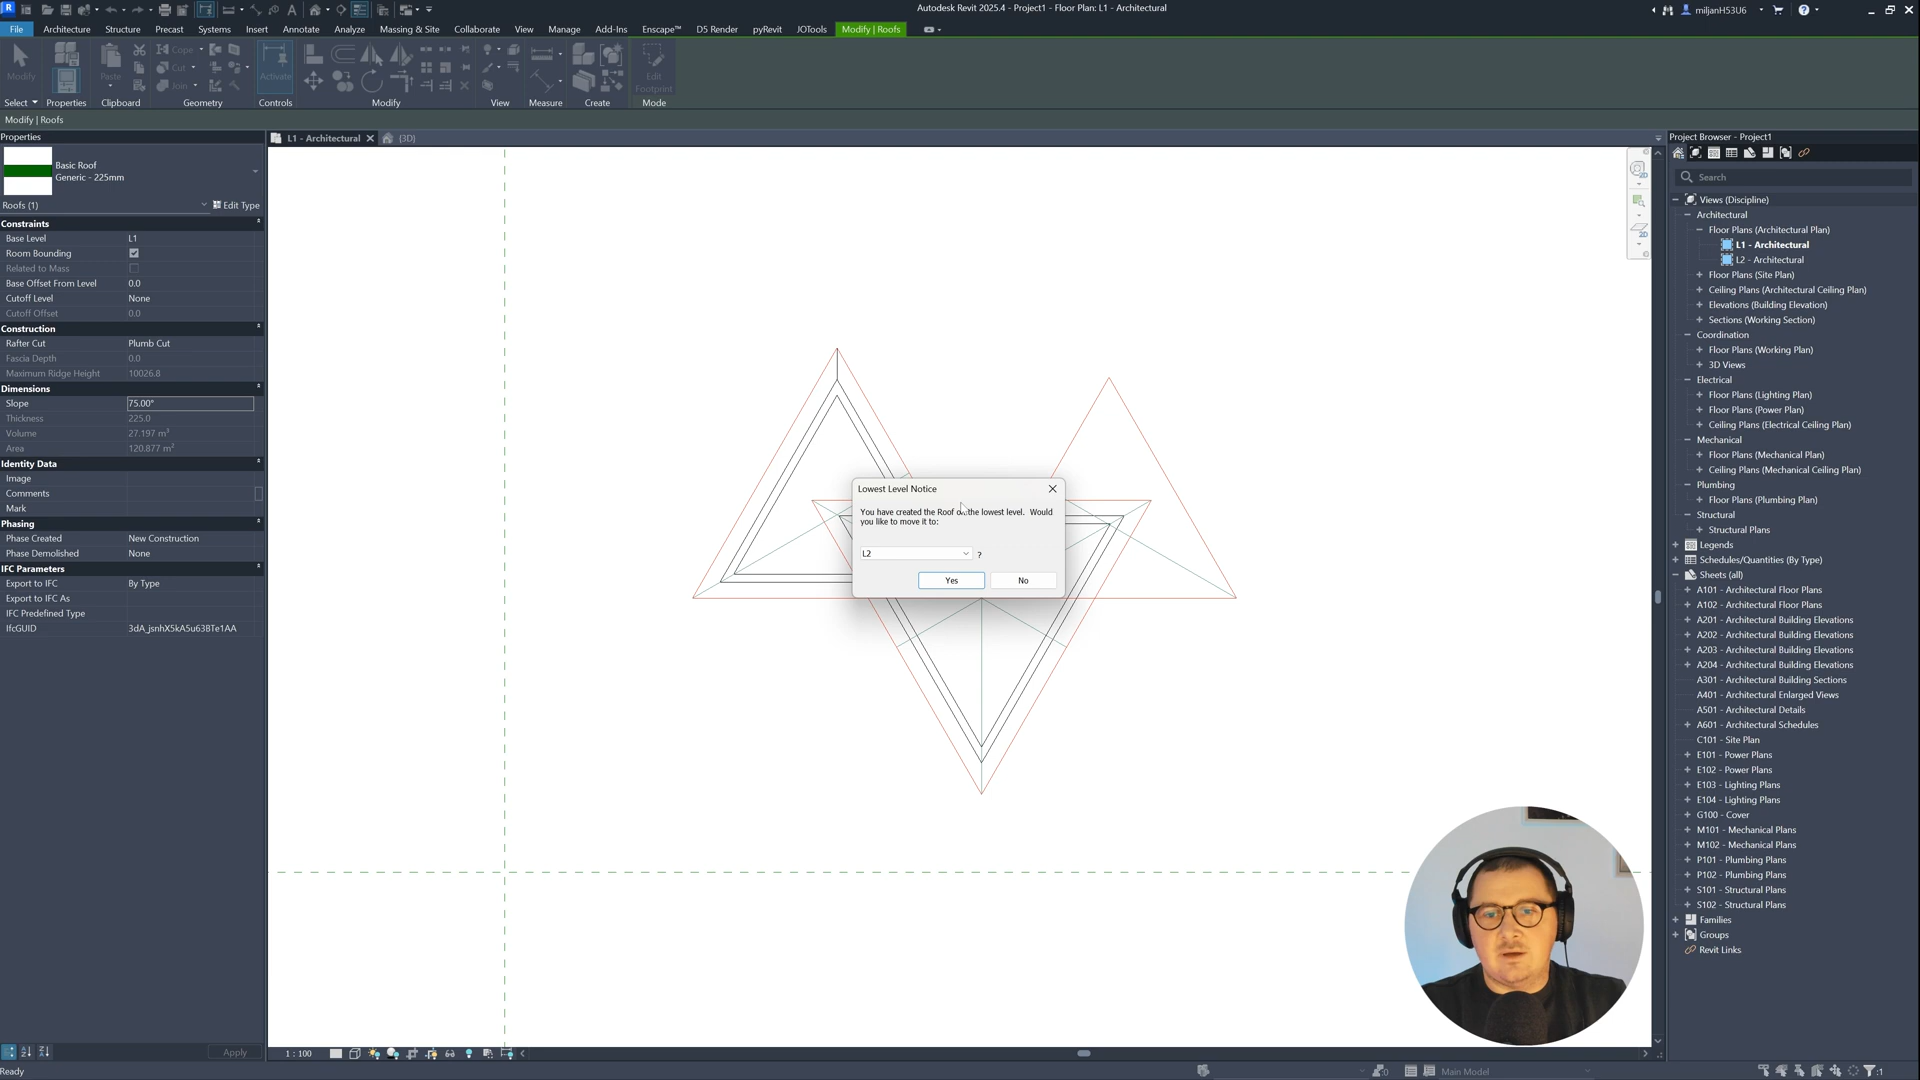 Autodesk Revit 2025.4 - Project1 - Floor Plan: L1 - Architectural
miljanH53U6
File Architecture Structure Precast Systems Insert Annotate Analyze Massing & Site Collaborate View Manage Add-Ins Enscape™ D5 Render pyRevit JOTools Modify | Roofs
Modify Paste Cope Cut Join Activate Edit Footprint
Select Properties Clipboard Geometry Controls Modify View Measure Create Mode
Modify | Roofs
Properties
L1 - Architectural {3D}
Project Browser - Project1
Basic Roof
Generic - 225mm
Roofs (1) Edit Type
Constraints
Base Level L1
Room Bounding
Related to Mass
Base Offset From Level 0.0
Cutoff Level None
Cutoff Offset 0.0
Construction
Rafter Cut Plumb Cut
Fascia Depth 0.0
Maximum Ridge Height 10026.8
Dimensions
Slope 75.00°
Thickness 225.0
Volume 27.197 m³
Area 120.877 m²
Identity Data
Image
Comments
Mark
Phasing
Phase Created New Construction
Phase Demolished None
IFC Parameters
Export to IFC By Type
Export to IFC As
IFC Predefined Type
IfcGUID 3dA_jsnhX5kA5u63BTe1AA
Apply
Lowest Level Notice
You have created the Roof on the lowest level. Would
you like to move it to:
L2 ?
Yes No
Search
Views (Discipline)
Architectural
Floor Plans (Architectural Plan)
L1 - Architectural
L2 - Architectural
Floor Plans (Site Plan)
Ceiling Plans (Architectural Ceiling Plan)
Elevations (Building Elevation)
Sections (Working Section)
Coordination
Floor Plans (Working Plan)
3D Views
Electrical
Floor Plans (Lighting Plan)
Floor Plans (Power Plan)
Ceiling Plans (Electrical Ceiling Plan)
Mechanical
Floor Plans (Mechanical Plan)
Ceiling Plans (Mechanical Ceiling Plan)
Plumbing
Floor Plans (Plumbing Plan)
Structural
Structural Plans
Legends
Schedules/Quantities (By Type)
Sheets (all)
A101 - Architectural Floor Plans
A102 - Architectural Floor Plans
A201 - Architectural Building Elevations
A202 - Architectural Building Elevations
A203 - Architectural Building Elevations
A204 - Architectural Building Elevations
A301 - Architectural Building Sections
A401 - Architectural Enlarged Views
A501 - Architectural Details
A601 - Architectural Schedules
C101 - Site Plan
E101 - Power Plans
E102 - Power Plans
E103 - Lighting Plans
E104 - Lighting Plans
G100 - Cover
M101 - Mechanical Plans
M102 - Mechanical Plans
P101 - Plumbing Plans
P102 - Plumbing Plans
S101 - Structural Plans
S102 - Structural Plans
Families
Groups
Revit Links
1 : 100
Ready
:0 Main Model :1